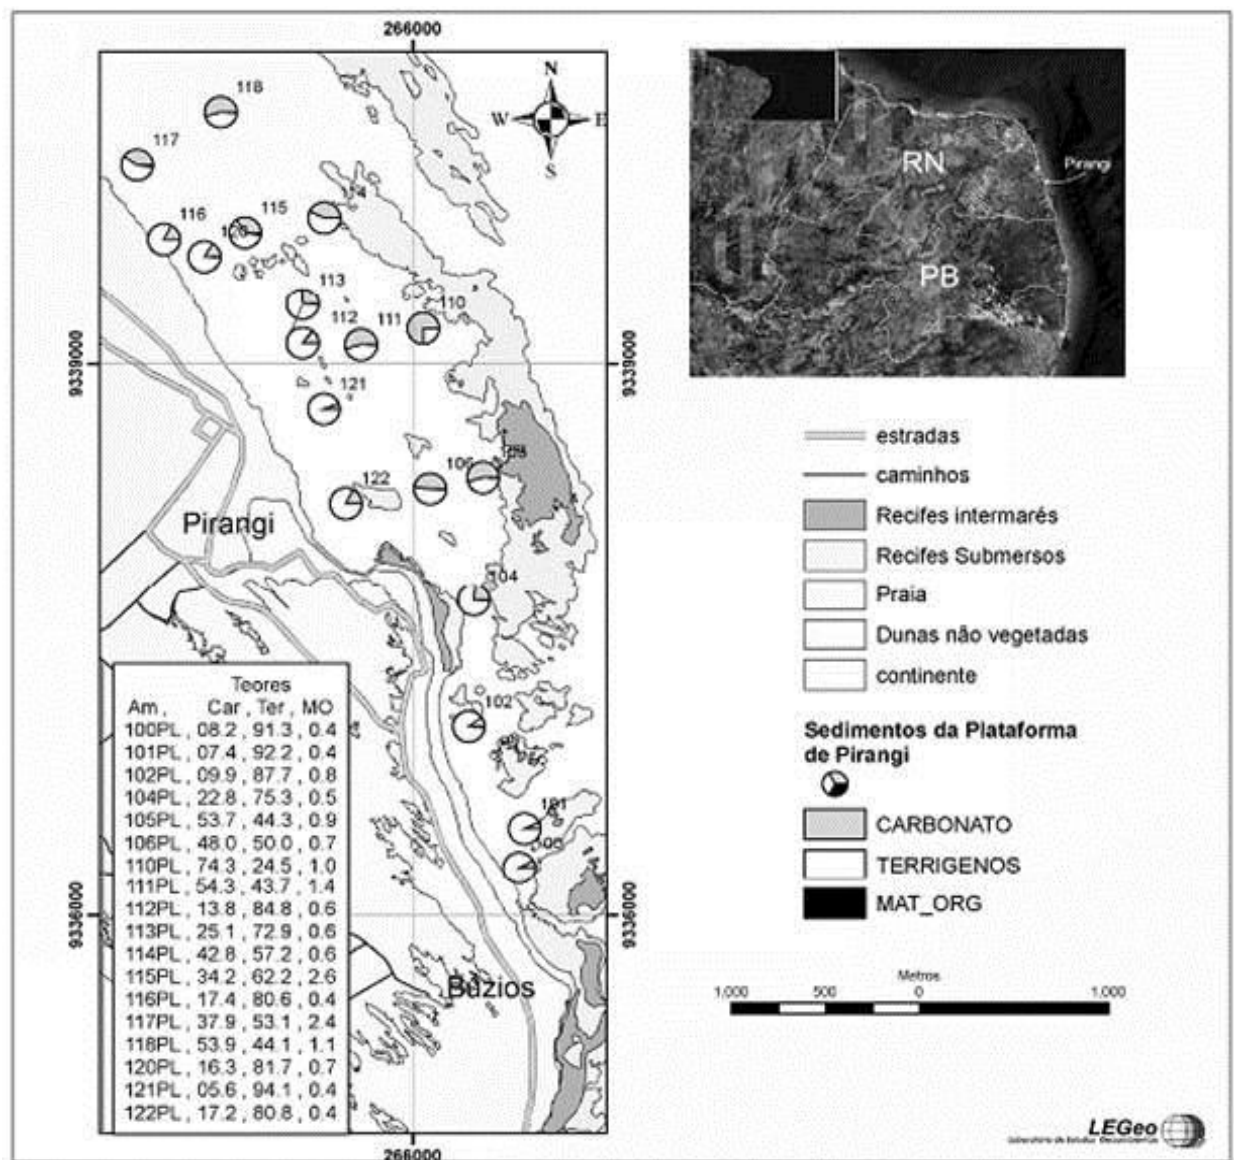 266000
118
117
116
115
120
114
113
112
111
110
121
122
106
105
104
102
101
100
N
W
E
S
9339000
9339000
9336000
9336000
Pirangi
Búzios
266000
Teores
Am, Car, Ter, MO
100PL, 08.2, 91.3, 0.4
101PL, 07.4, 92.2, 0.4
102PL, 09.9, 87.7, 0.8
104PL, 22.8, 75.3, 0.5
105PL, 53.7, 44.3, 0.9
106PL, 48.0, 50.0, 0.7
110PL, 74.3, 24.5, 1.0
111PL, 54.3, 43.7, 1.4
112PL, 13.8, 84.8, 0.6
113PL, 25.1, 72.9, 0.6
114PL, 42.8, 57.2, 0.6
115PL, 34.2, 62.2, 2.6
116PL, 17.4, 80.6, 0.4
117PL, 37.9, 53.1, 2.4
118PL, 53.9, 44.1, 1.1
120PL, 16.3, 81.7, 0.7
121PL, 05.6, 94.1, 0.4
122PL, 17.2, 80.8, 0.4
RN
Pirangi
PB
estradas
caminhos
Recifes intermarés
Recifes Submersos
Praia
Dunas não vegetadas
continente
Sedimentos da Plataforma
de Pirangi
CARBONATO
TERRIGENOS
MAT_ORG
Metros
1,000 500 0 1,000
LEGeo